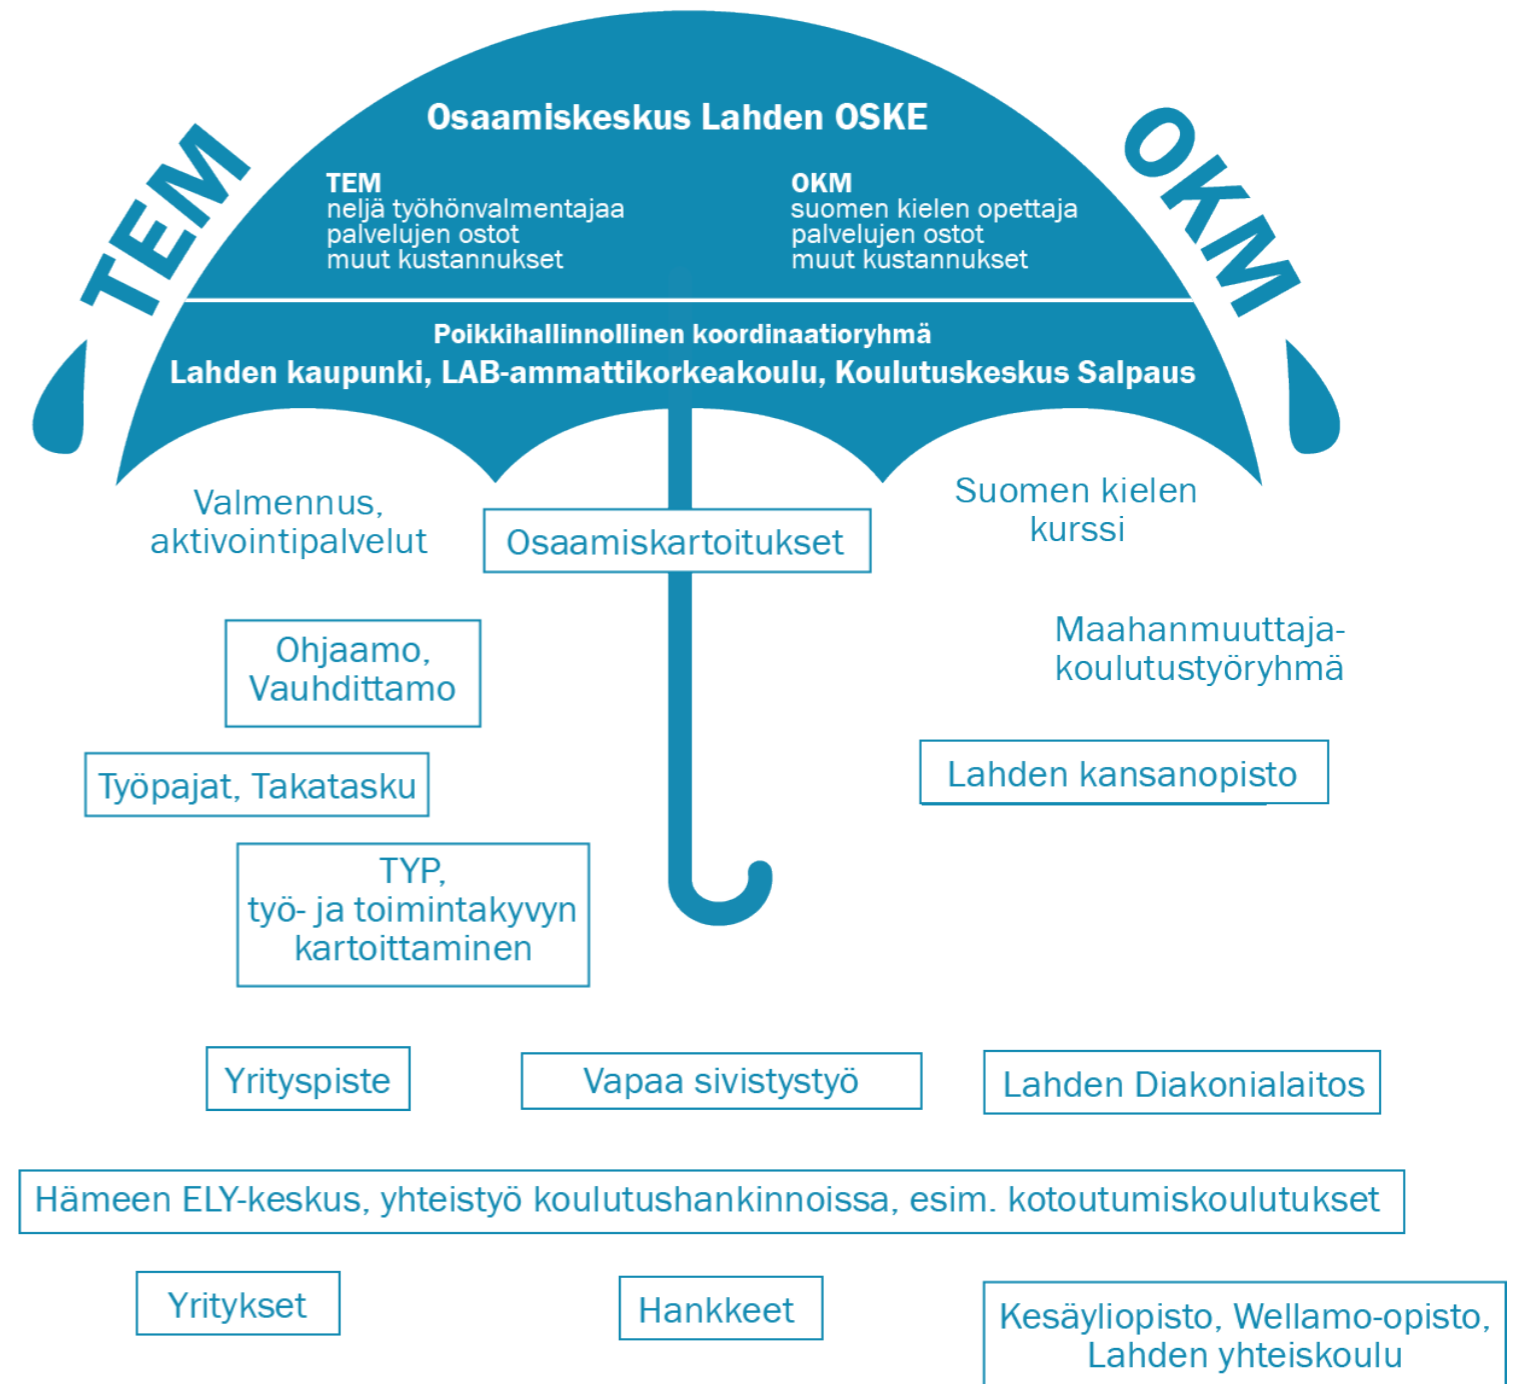 Osaamiskeskus Lahden OSKE
TEM
OKM
TEM
neljä työhönvalmentajaa
palvelujen ostot
muut kustannukset
OKM
suomen kielen opettaja
palvelujen ostot
muut kustannukset
Poikkihallinnollinen koordinaatioryhmä
Lahden kaupunki, LAB-ammattikorkeakoulu, Koulutuskeskus Salpaus
Valmennus,
aktivointipalvelut
Osaamiskartoitukset
Suomen kielen
kurssi
Ohjaamo,
Vauhdittamo
Maahanmuuttaja-
koulutustyöryhmä
Työpajat, Takatasku
Lahden kansanopisto
TYP,
työ- ja toimintakyvyn
kartoittaminen
Yrityspiste
Vapaa sivistystyö
Lahden Diakonialaitos
Hämeen ELY-keskus, yhteistyö koulutushankinnoissa, esim. kotoutumiskoulutukset
Yritykset
Hankkeet
Kesäyliopisto, Wellamo-opisto,
Lahden yhteiskoulu